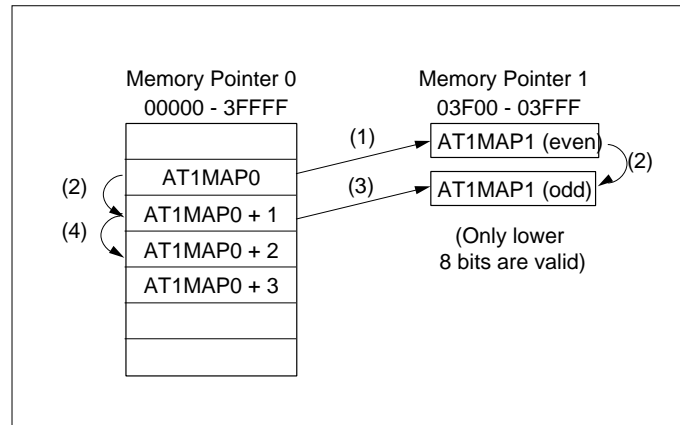 Memory Pointer 0
00000 - 3FFFF
Memory Pointer 1
03F00 - 03FFF
(1)
AT1MAP1 (even)
AT1MAP0
(2)
(2)
(3)
AT1MAP1 (odd)
AT1MAP0 + 1
(4)
AT1MAP0 + 2
(Only lower
8 bits are valid)
AT1MAP0 + 3